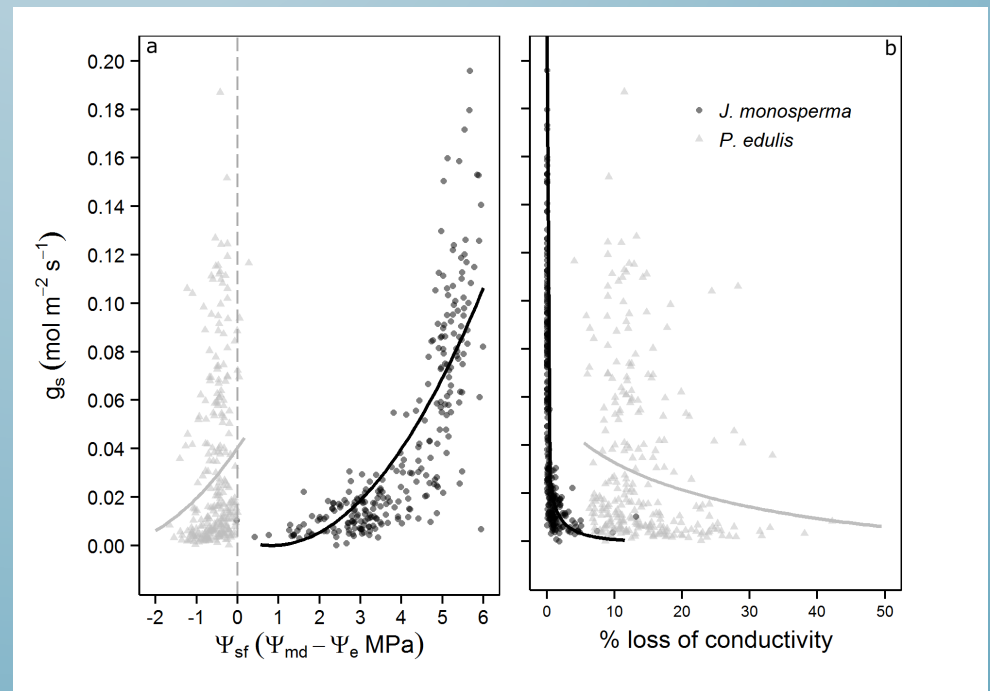 a
b
0.20
0.18
0.16
0.14
0.12
0.10
0.08
0.06
0.04
0.02
0.00
gs (mol m−2 s−1)
J. monosperma
P. edulis
-2 -1 0 1 2 3 4 5 6
0 10 20 30 40 50
Ψsf (Ψmd − Ψe MPa)
% loss of conductivity